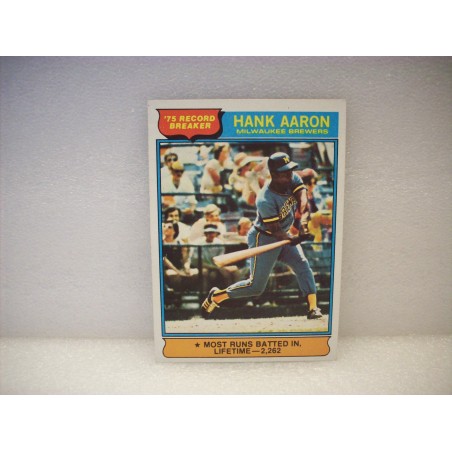 '75 RECORD
BREAKER
HANK AARON
MILWAUKEE BREWERS
★ MOST RUNS BATTED IN,
LIFETIME—2,262